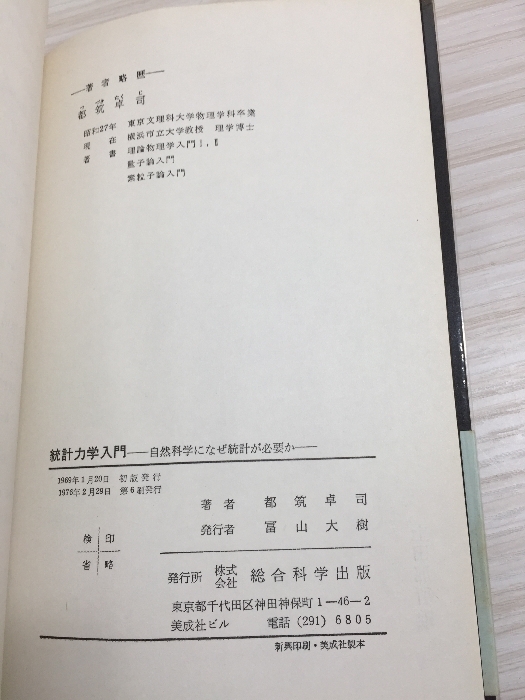 著者略歴
つづきたくじ
都筑卓司
昭和27年 東京文理科大学物理学科卒業
現在 横浜市立大学教授 理学博士
著書 理論物理学入門Ⅰ,Ⅱ
量子論入門
素粒子論入門
統計力学入門――自然科学になぜ統計が必要か――
1969年1月20日 初版発行
1976年2月29日 第6刷発行
著者 都筑卓司
発行者 冨山大樹
検印
省略
発行所 株式会社 総合科学出版
東京都千代田区神田神保町1-46-2
美成社ビル 電話(291)6805
新興印刷・美成社製本